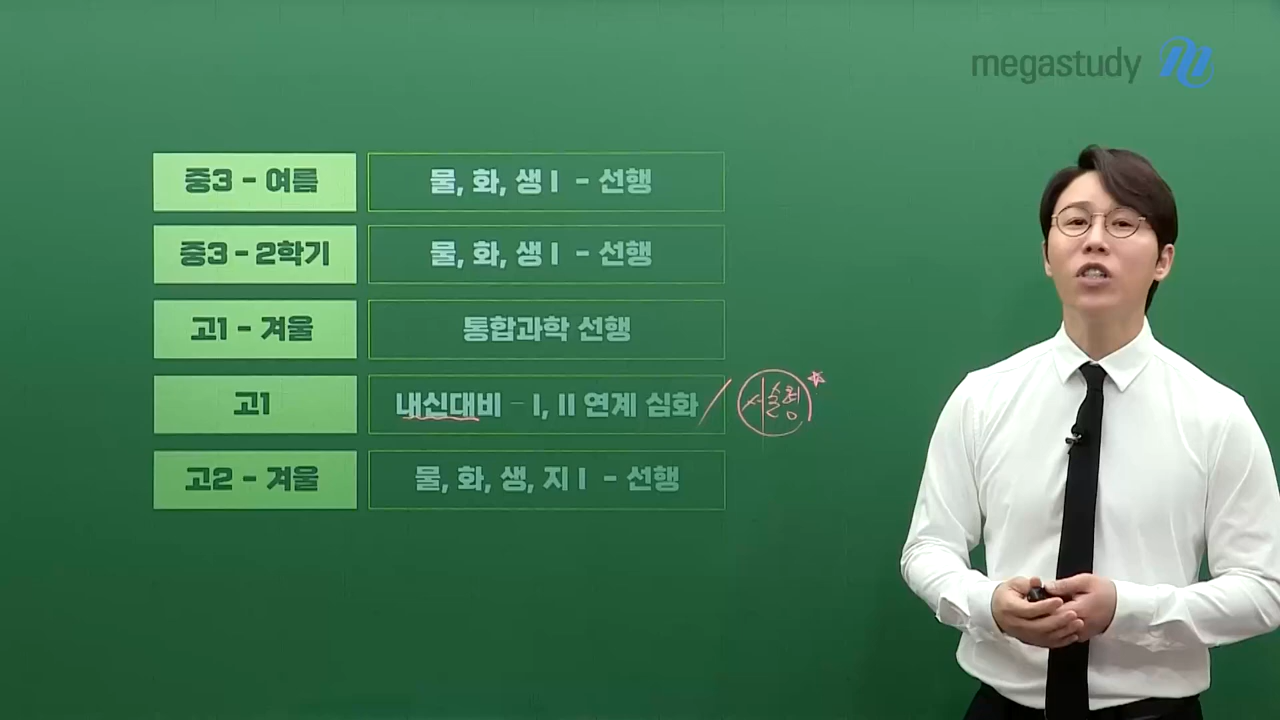 megastudy
중3 - 여름 물, 화, 생 I - 선행
중3 - 2학기 물, 화, 생 I - 선행
고1 - 겨울 통합과학 선행
고1 내신대비 - I, II 연계 심화 / 서술형
고2 - 겨울 물, 화, 생, 지 I - 선행